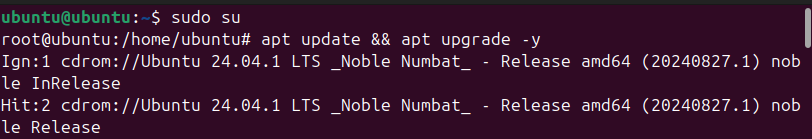 ubuntu@ubuntu:~$ sudo su
root@ubuntu:/home/ubuntu# apt update && apt upgrade -y
Ign:1 cdrom://Ubuntu 24.04.1 LTS _Noble Numbat_ - Release amd64 (20240827.1) nob
le InRelease
Hit:2 cdrom://Ubuntu 24.04.1 LTS _Noble Numbat_ - Release amd64 (20240827.1) nob
le Release